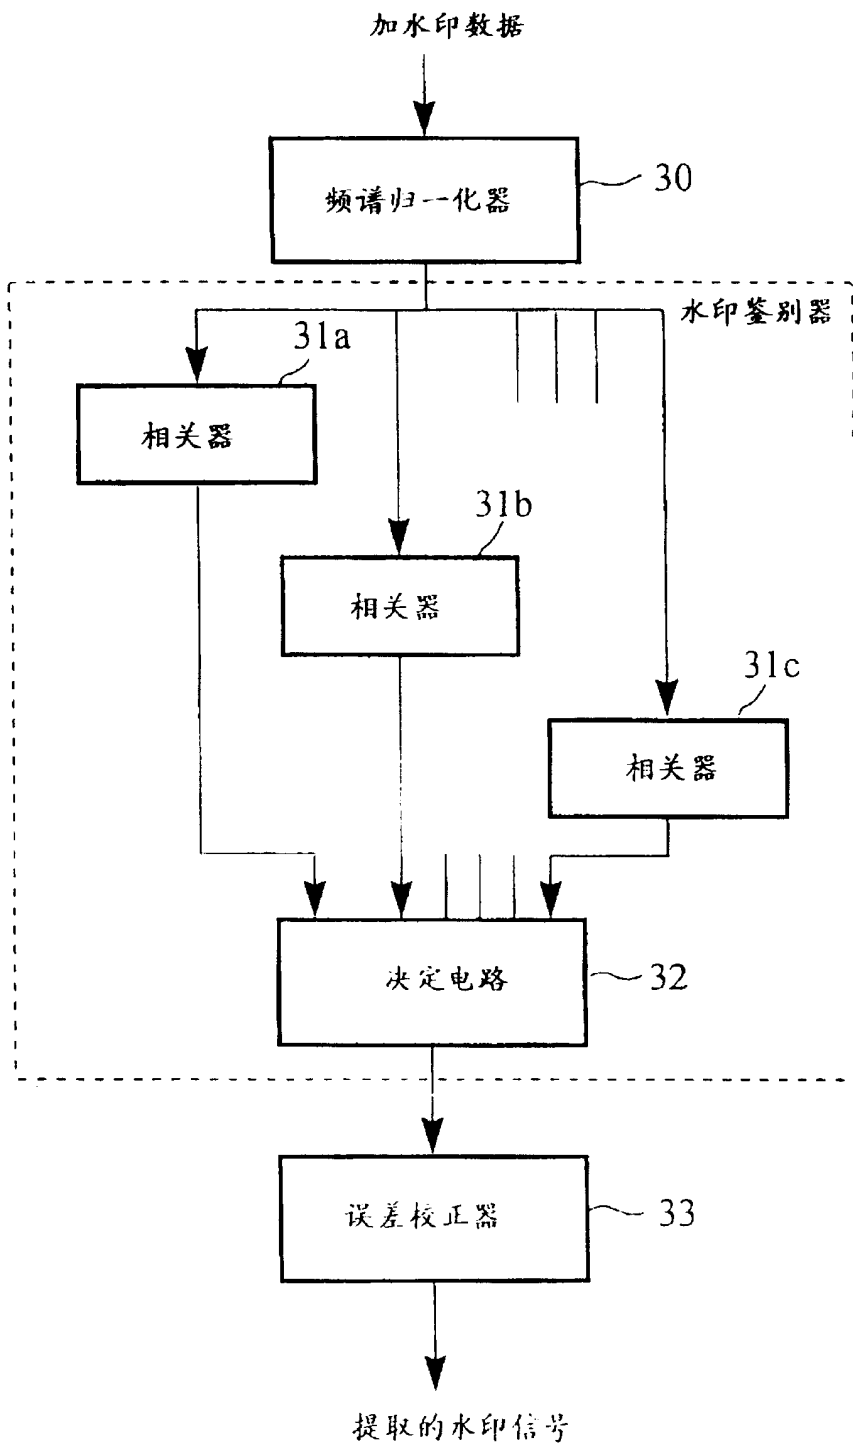 加水印数据
频谱归一化器
30
水印鉴别器
31a
相关器
31b
相关器
31c
相关器
决定电路
32
误差校正器
33
提取的水印信号